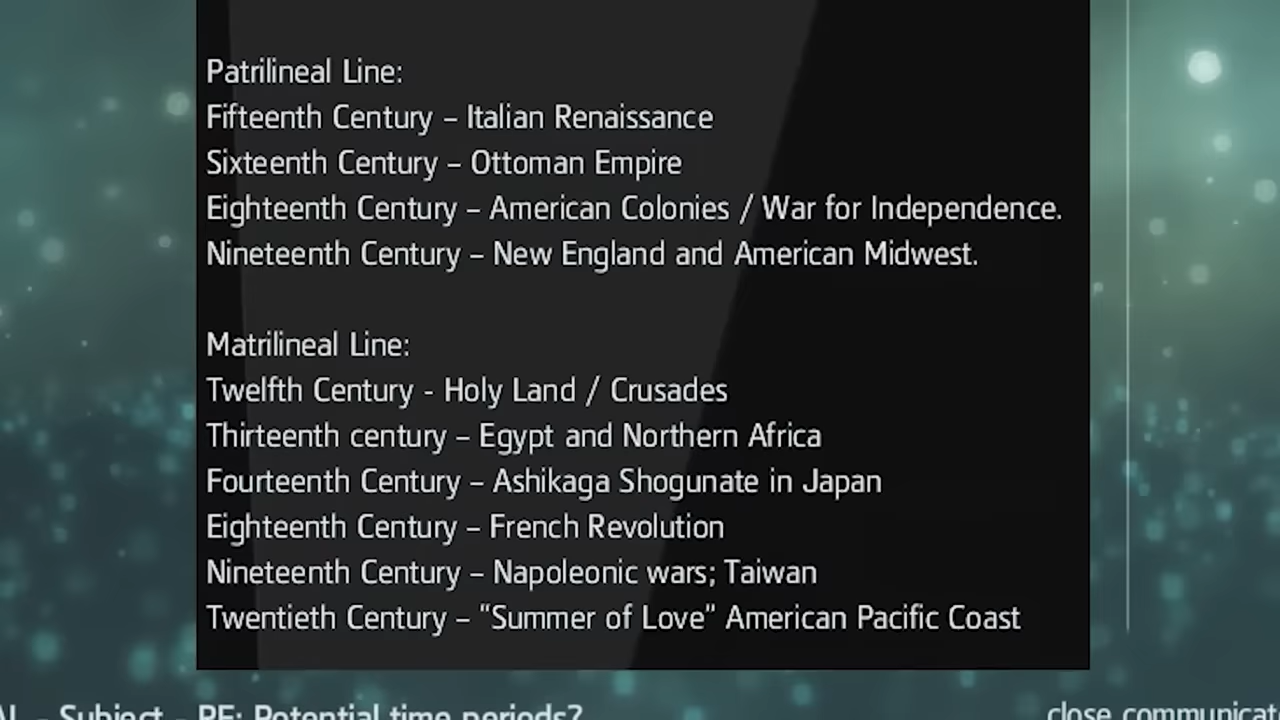 Patrilineal Line:
Fifteenth Century – Italian Renaissance
Sixteenth Century – Ottoman Empire
Eighteenth Century – American Colonies / War for Independence.
Nineteenth Century – New England and American Midwest.
Matrilineal Line:
Twelfth Century - Holy Land / Crusades
Thirteenth century – Egypt and Northern Africa
Fourteenth Century – Ashikaga Shogunate in Japan
Eighteenth Century – French Revolution
Nineteenth Century – Napoleonic wars; Taiwan
Twentieth Century – "Summer of Love" American Pacific Coast
- Subject - RE: Potential time periods? close communicat